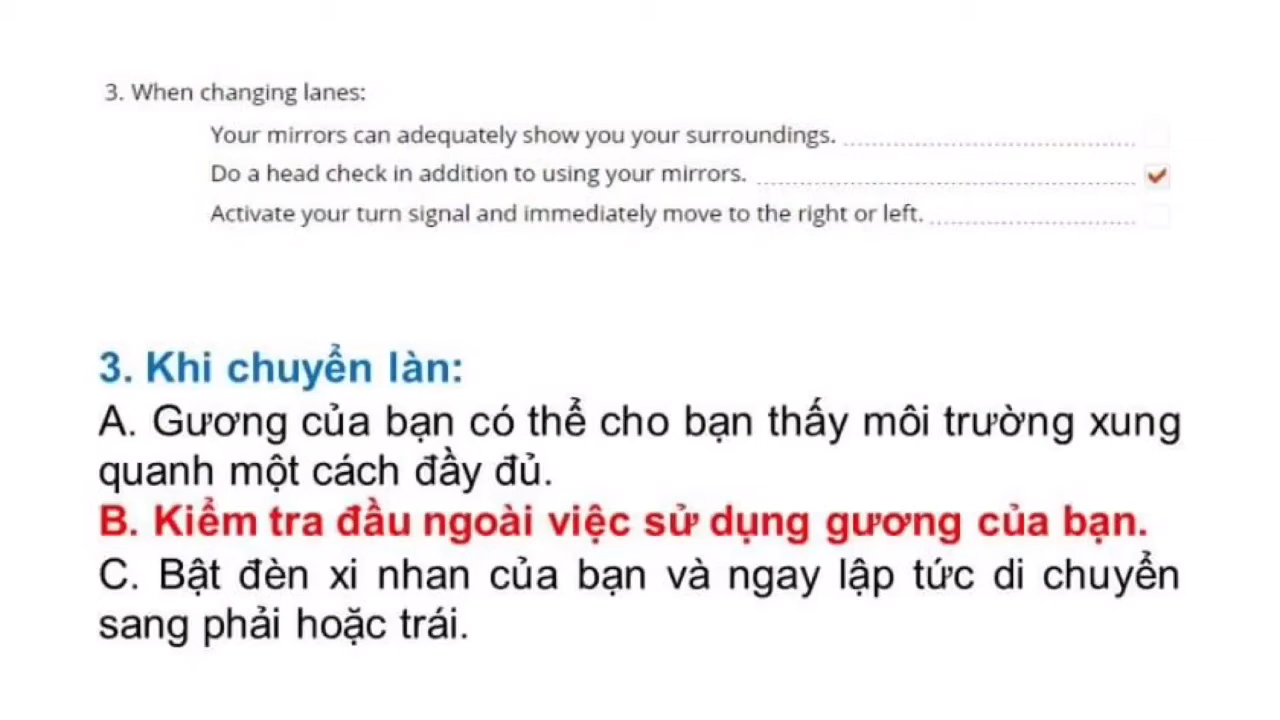 3. When changing lanes:
Your mirrors can adequately show you your surroundings.
Do a head check in addition to using your mirrors.
Activate your turn signal and immediately move to the right or left.
3. Khi chuyển làn:
A. Gương của bạn có thể cho bạn thấy môi trường xung
quanh một cách đầy đủ.
B. Kiểm tra đầu ngoài việc sử dụng gương của bạn.
C. Bật đèn xi nhan của bạn và ngay lập tức di chuyển
sang phải hoặc trái.